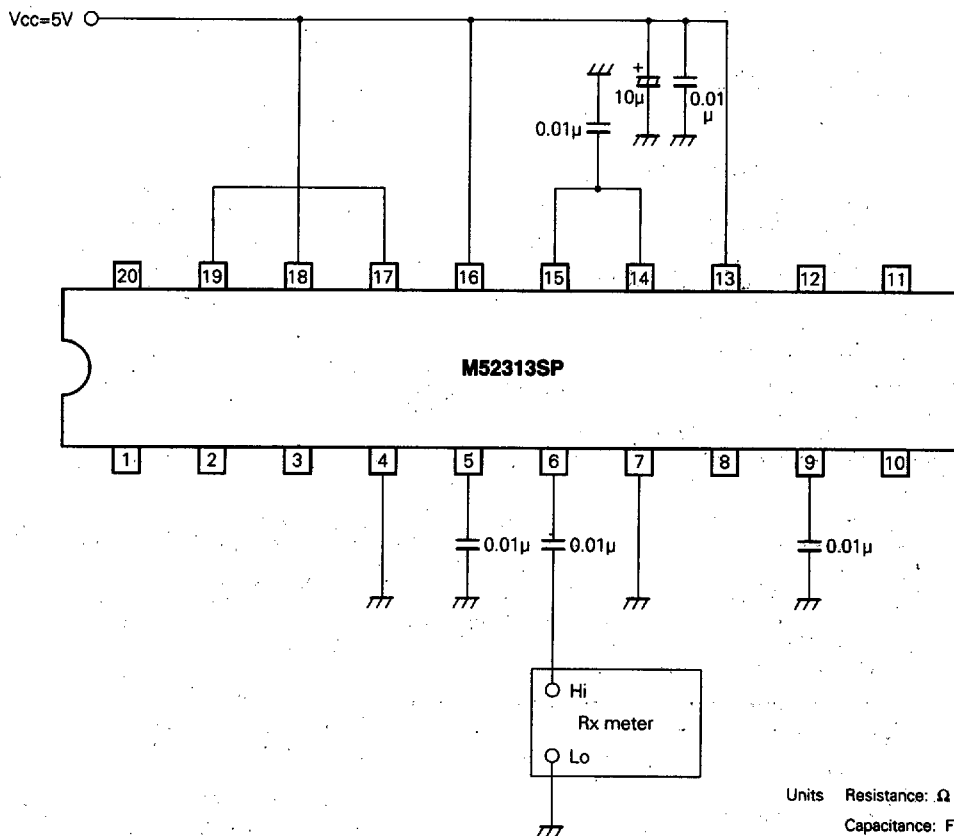 Vcc=5V
+
10μ
0.01
μ
0.01μ
20 19 18 17 16 15 14 13 12 11
M52313SP
1 2 3 4 5 6 7 8 9 10
0.01μ 0.01μ 0.01μ
Hi
Rx meter
Lo
Units Resistance: Ω
Capacitance: F